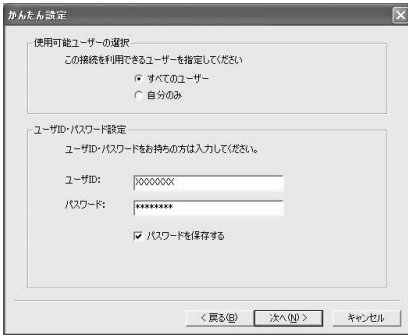 かんたん設定
使用可能ユーザーの選択
この接続を利用できるユーザーを指定してください
すべてのユーザー
自分のみ
ユーザID・パスワード設定
ユーザID・パスワードをお持ちの方は入力してください。
ユーザID: XXXXXXX
パスワード: ********
パスワードを保存する
< 戻る(B) 次へ(N) > キャンセル